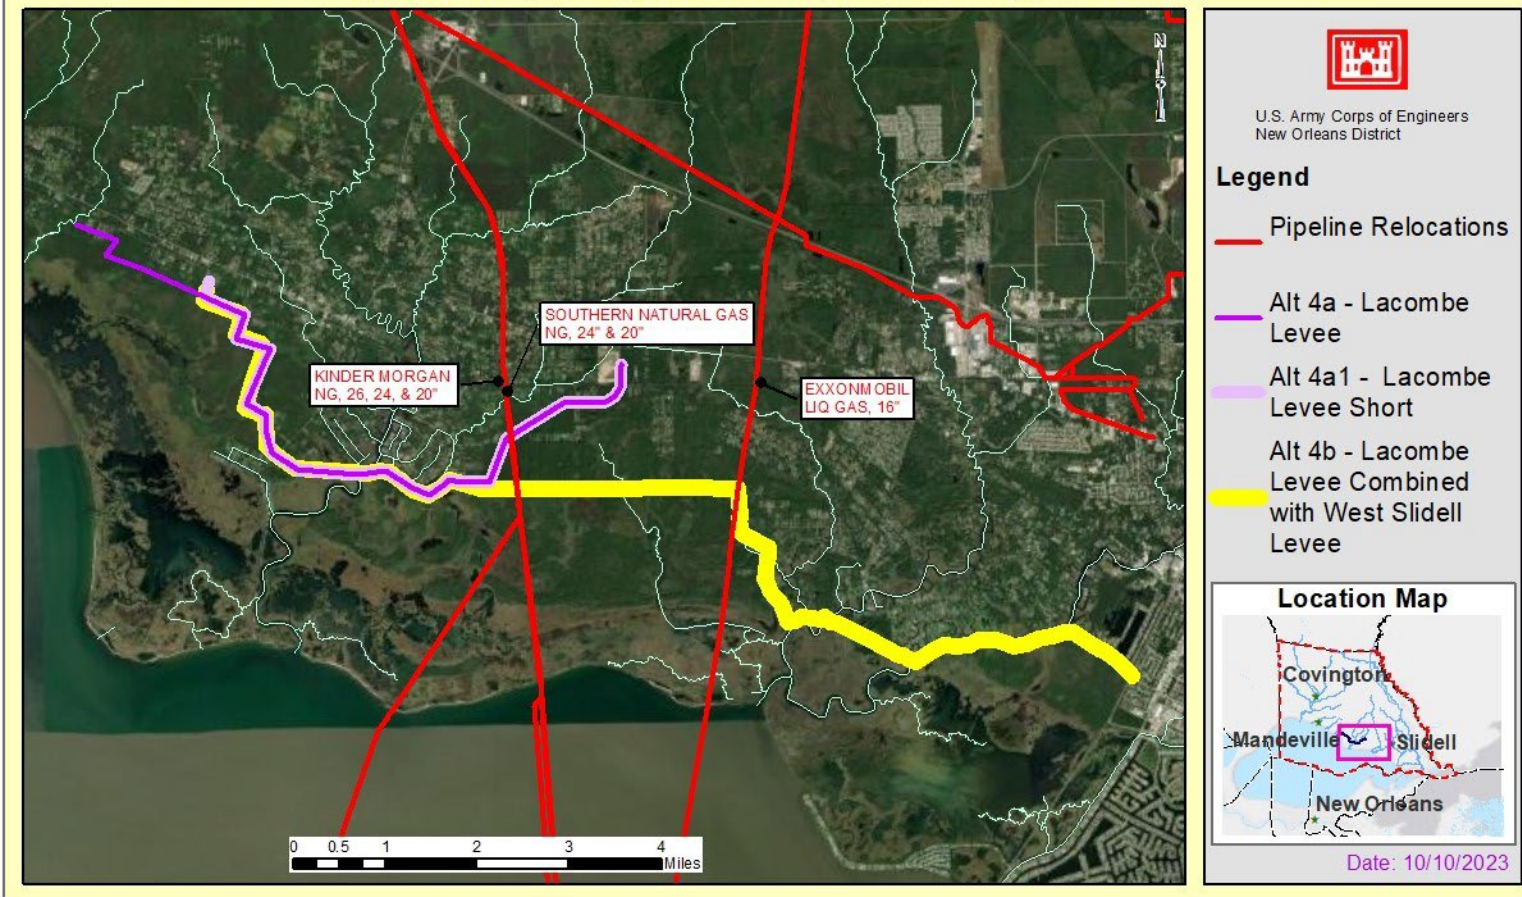 N
SOUTHERN NATURAL GAS
NG, 24" & 20"
KINDER MORGAN
NG, 26, 24, & 20"
EXXONMOBIL
LIQ GAS, 16"
0 0.5 1 2 3 4
Miles
U.S. Army Corps of Engineers
New Orleans District
Legend
Pipeline Relocations
Alt 4a - Lacombe
Levee
Alt 4a1 - Lacombe
Levee Short
Alt 4b - Lacombe
Levee Combined
with West Slidell
Levee
Location Map
Covington
Mandeville
Slidell
New Orleans
Date: 10/10/2023